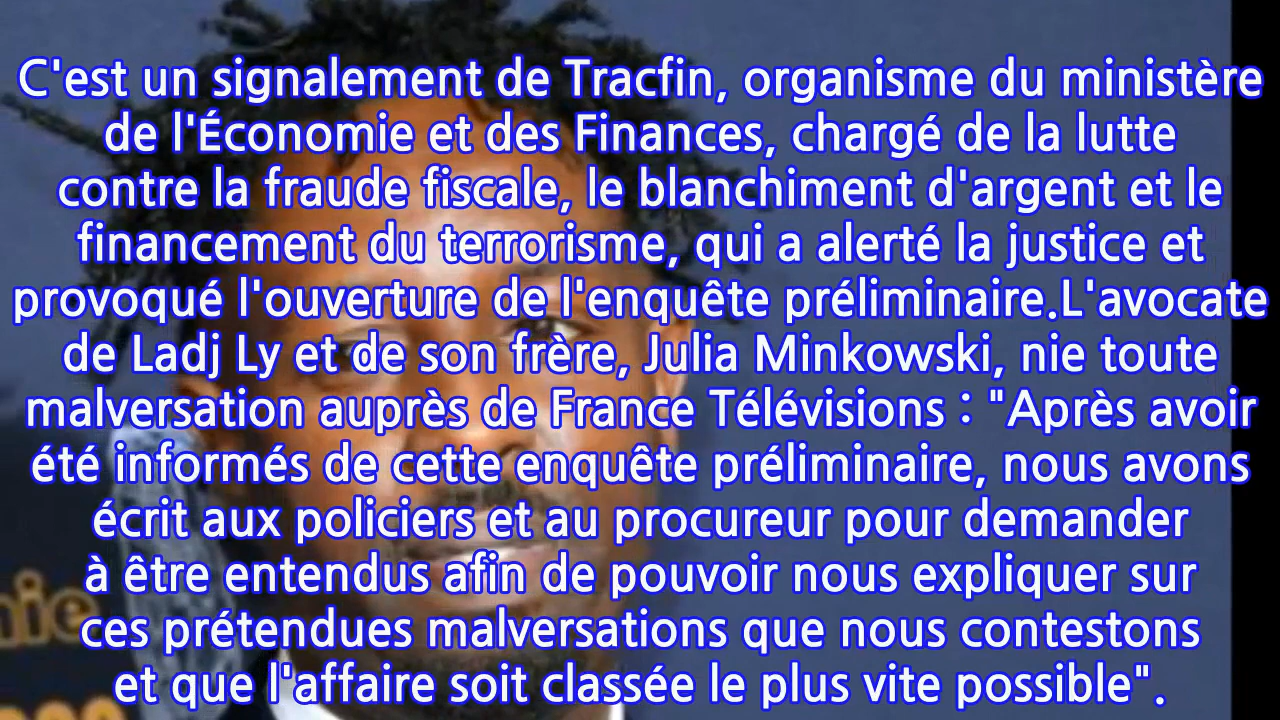 C'est un signalement de Tracfin, organisme du ministère
de l'Économie et des Finances, chargé de la lutte
contre la fraude fiscale, le blanchiment d'argent et le
financement du terrorisme, qui a alerté la justice et
provoqué l'ouverture de l'enquête préliminaire.L'avocate
de Ladj Ly et de son frère, Julia Minkowski, nie toute
malversation auprès de France Télévisions : "Après avoir
été informés de cette enquête préliminaire, nous avons
écrit aux policiers et au procureur pour demander
à être entendus afin de pouvoir nous expliquer sur
ces prétendues malversations que nous contestons
et que l'affaire soit classée le plus vite possible".